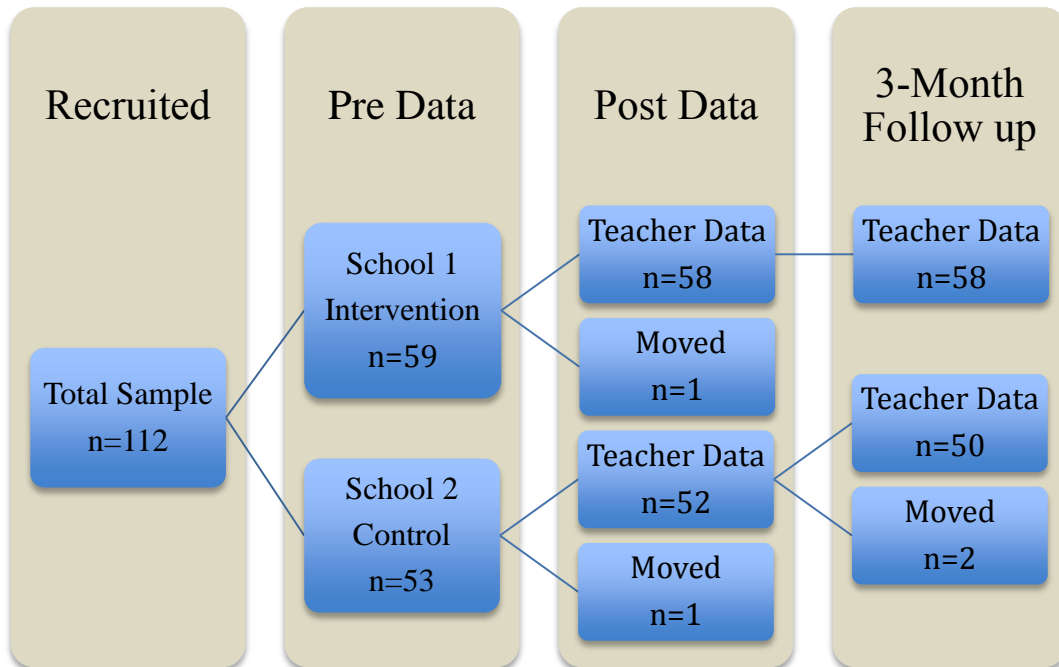 Recruited
Total Sample
n=112
Pre Data
School 1
Intervention
n=59
School 2
Control
n=53
Post Data
Teacher Data
n=58
Moved
n=1
Teacher Data
n=52
Moved
n=1
3-Month
Follow up
Teacher Data
n=58
Teacher Data
n=50
Moved
n=2